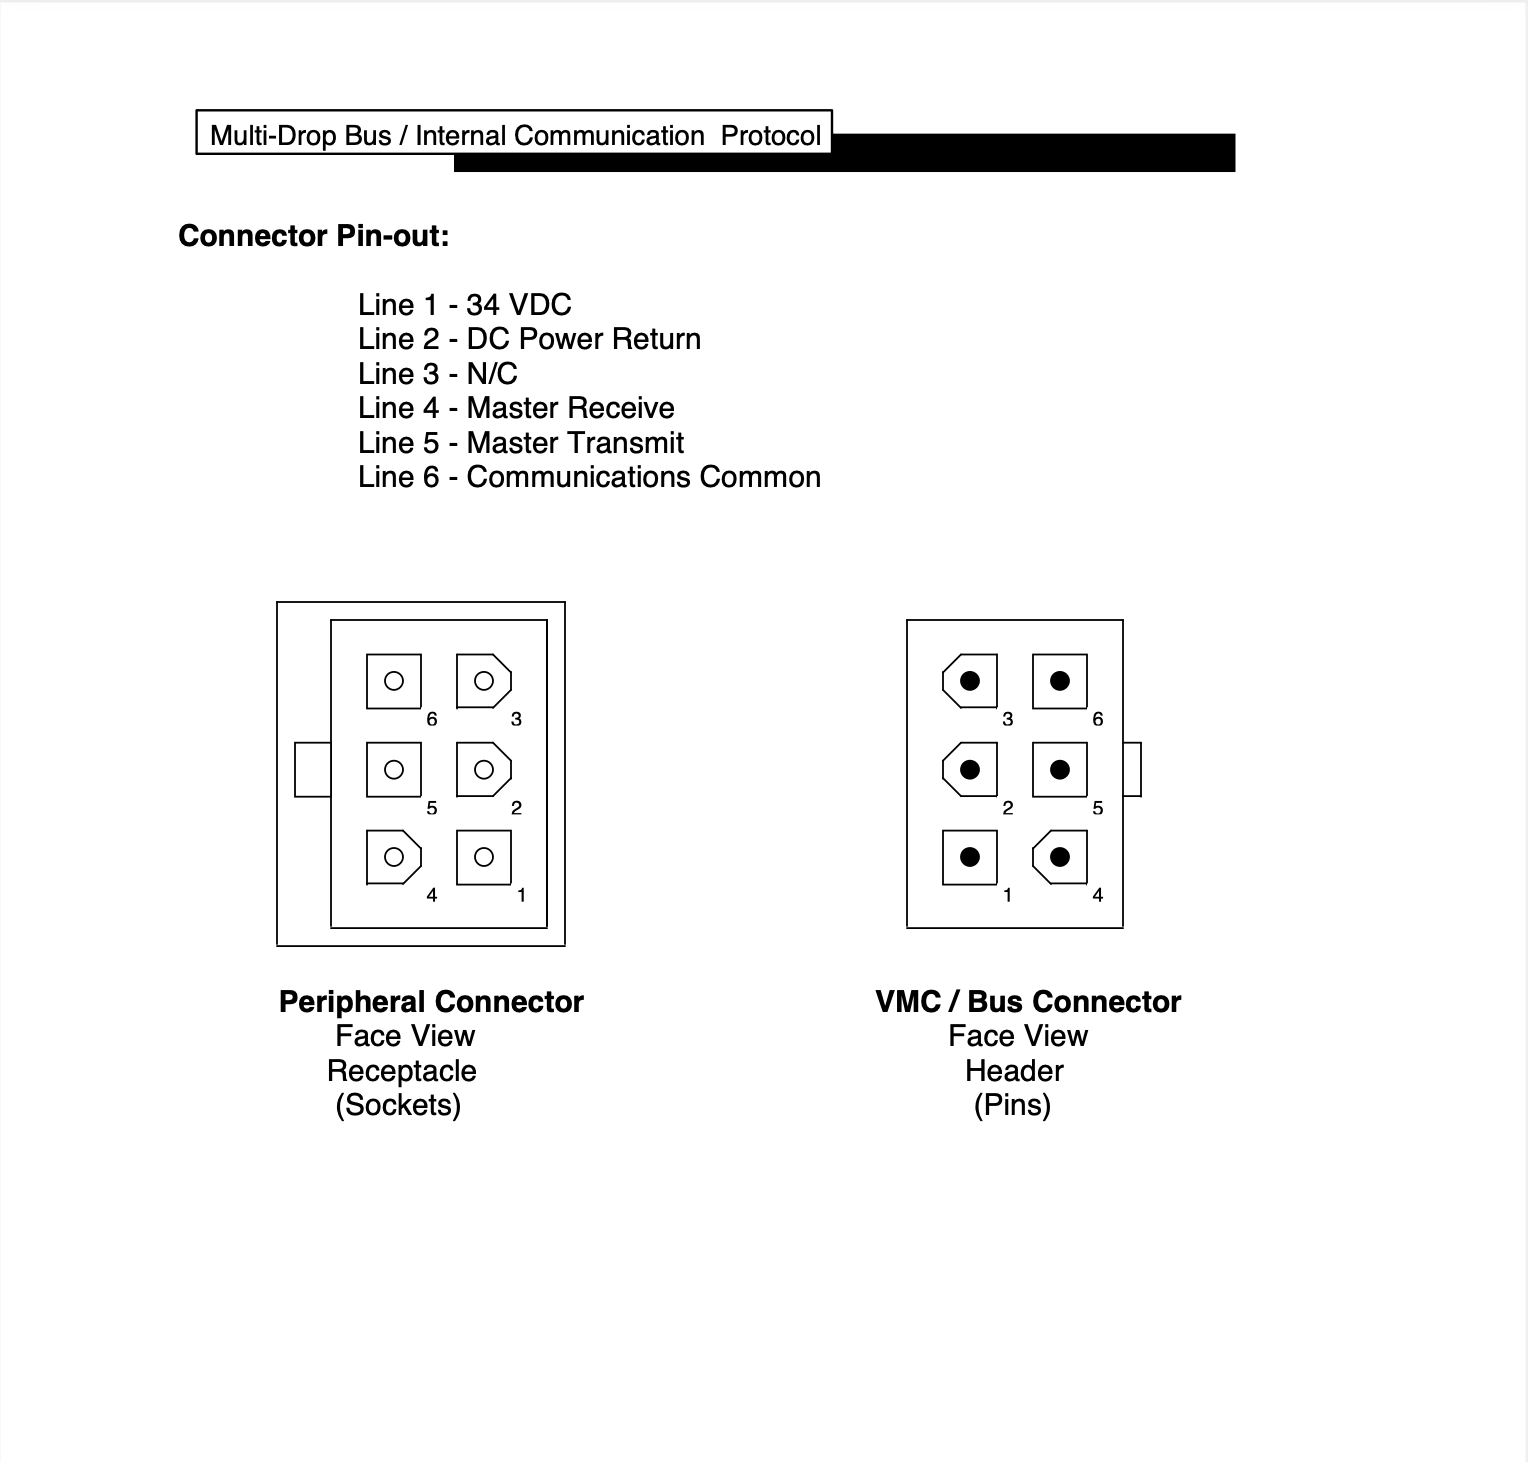 Multi-Drop Bus / Internal Communication Protocol
Connector Pin-out:
Line 1 - 34 VDC
Line 2 - DC Power Return
Line 3 - N/C
Line 4 - Master Receive
Line 5 - Master Transmit
Line 6 - Communications Common
6 3
5 2
4 1
Peripheral Connector
Face View
Receptacle
(Sockets)
3 6
2 5
1 4
VMC / Bus Connector
Face View
Header
(Pins)